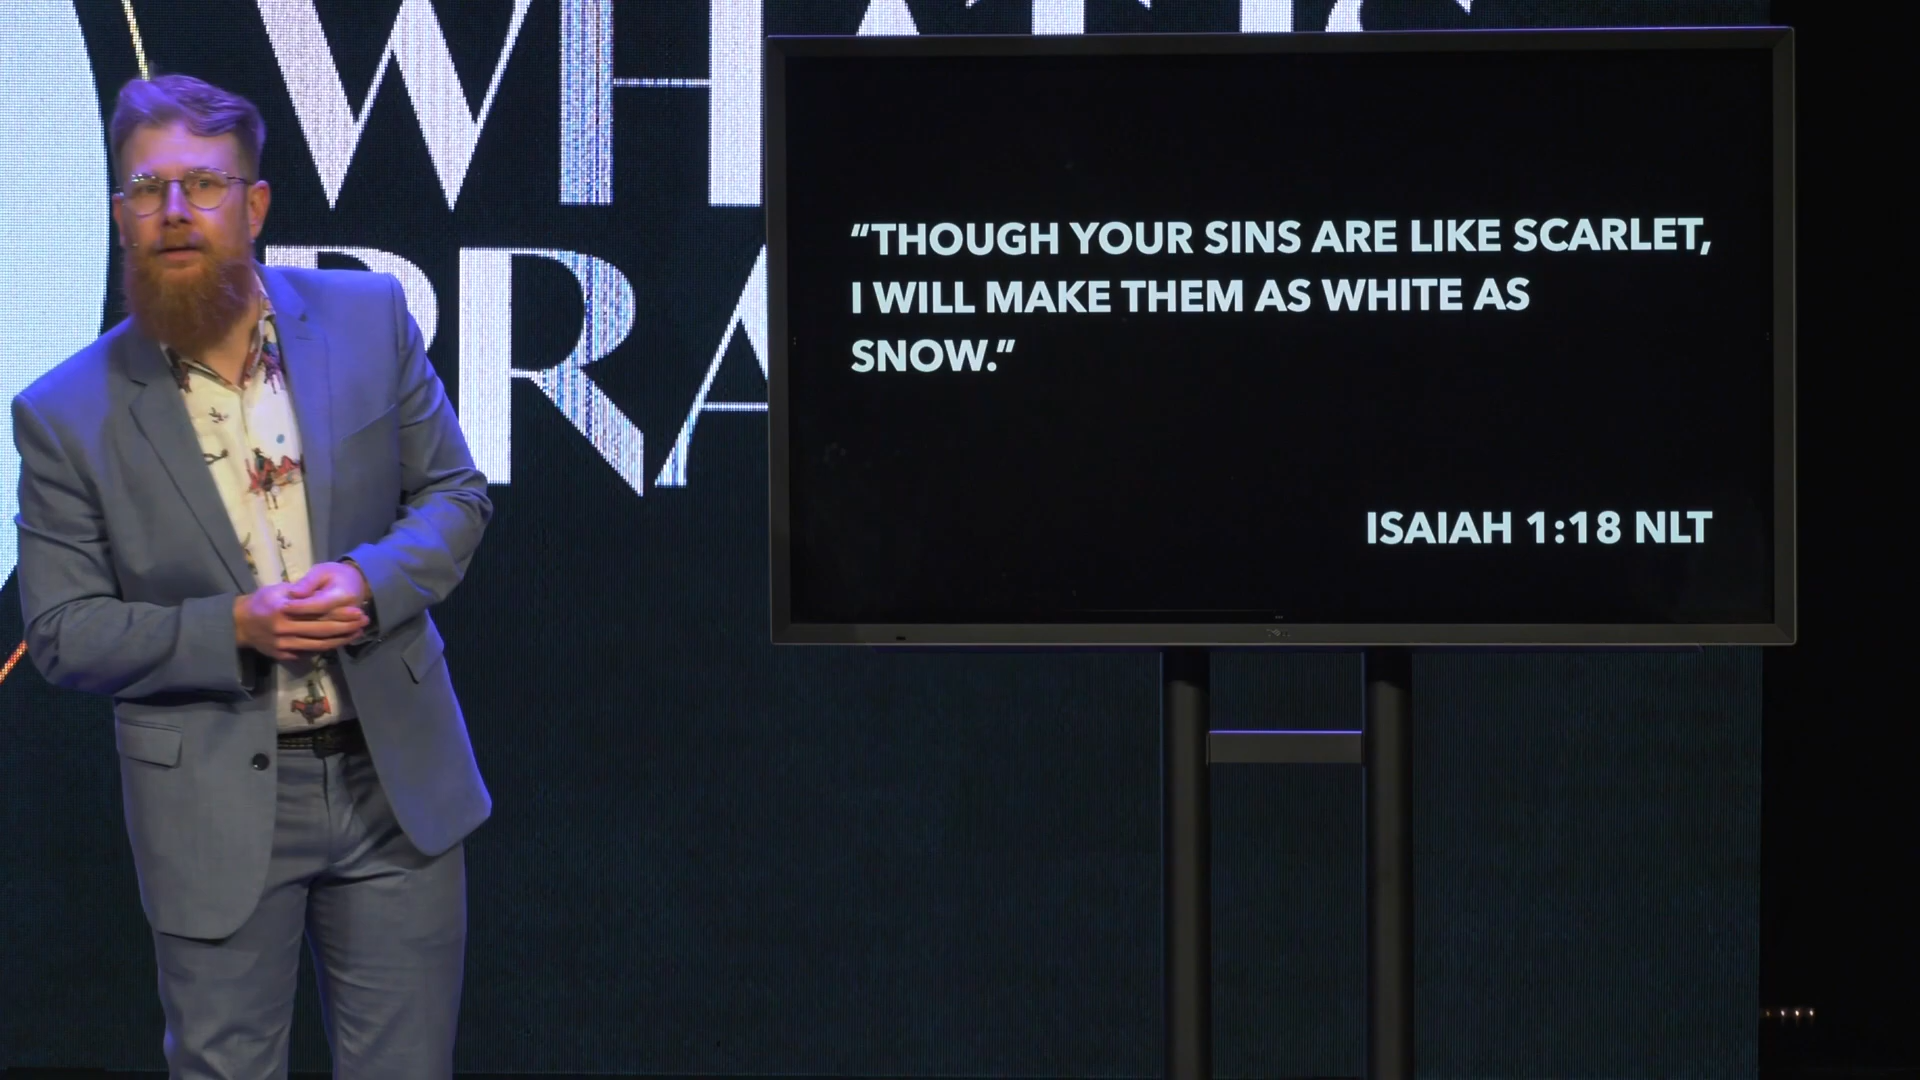 “THOUGH YOUR SINS ARE LIKE SCARLET,
I WILL MAKE THEM AS WHITE AS
SNOW.”
ISAIAH 1:18 NLT